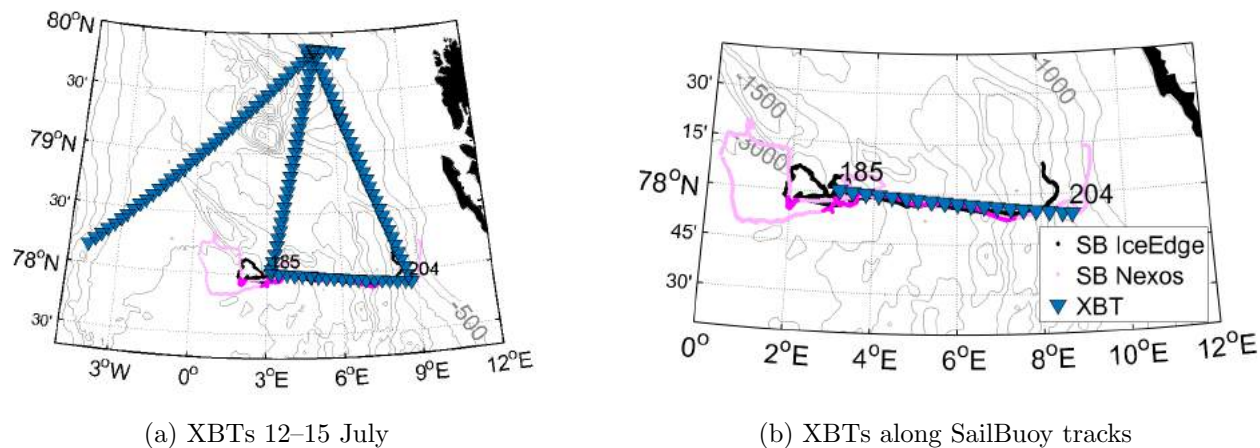 80°N
30'
79°N
30'
78°N
30'
3°W
0°E
3°E
6°E
9°E
12°E
185
204
-500
(a) XBTs 12–15 July
30'
15'
78°N
45'
30'
0°
2°E
4°E
6°E
8°E
10°E
12°E
-1500
-3000
1000
185
204
SB IceEdge
SB Nexos
XBT
(b) XBTs along SailBuoy tracks